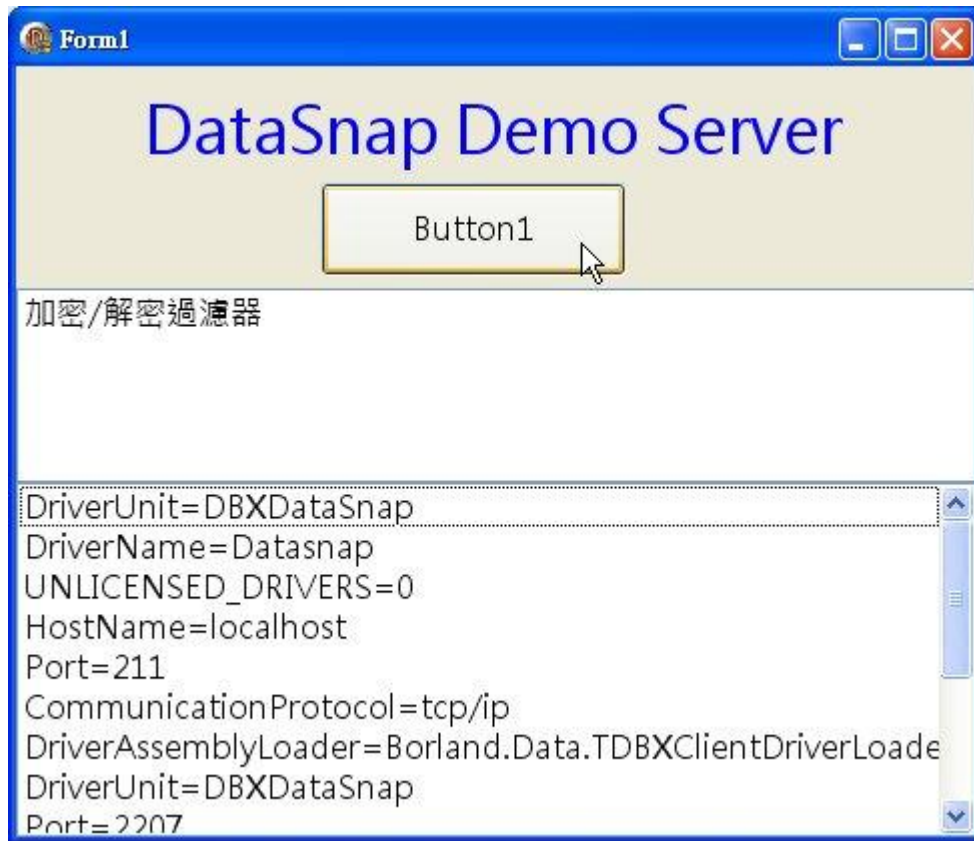 Form1
DataSnap Demo Server
Button1
加密/解密過濾器
DriverUnit=DBXDataSnap
DriverName=Datasnap
UNLICENSED_DRIVERS=0
HostName=localhost
Port=211
CommunicationProtocol=tcp/ip
DriverAssemblyLoader=Borland.Data.TDBXClientDriverLoade
DriverUnit=DBXDataSnap
Port=2207